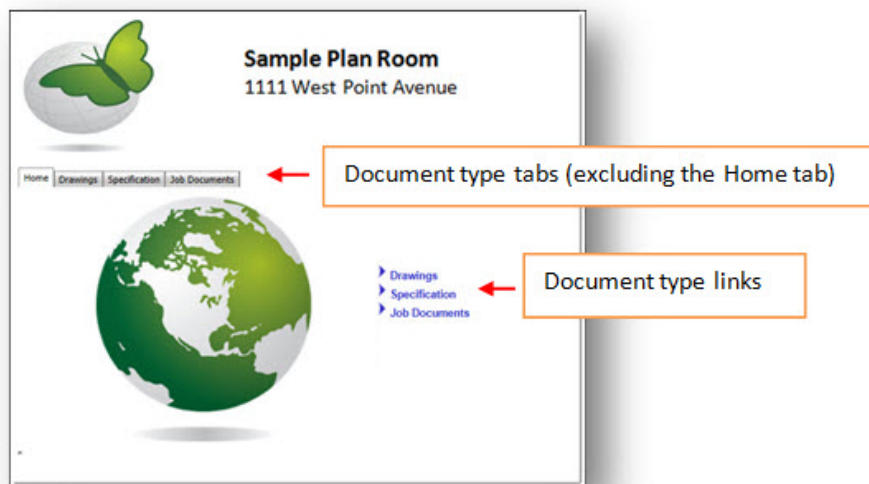 Sample Plan Room
1111 West Point Avenue
Home Drawings Specification Job Documents
Document type tabs (excluding the Home tab)
Drawings
Specification
Job Documents
Document type links